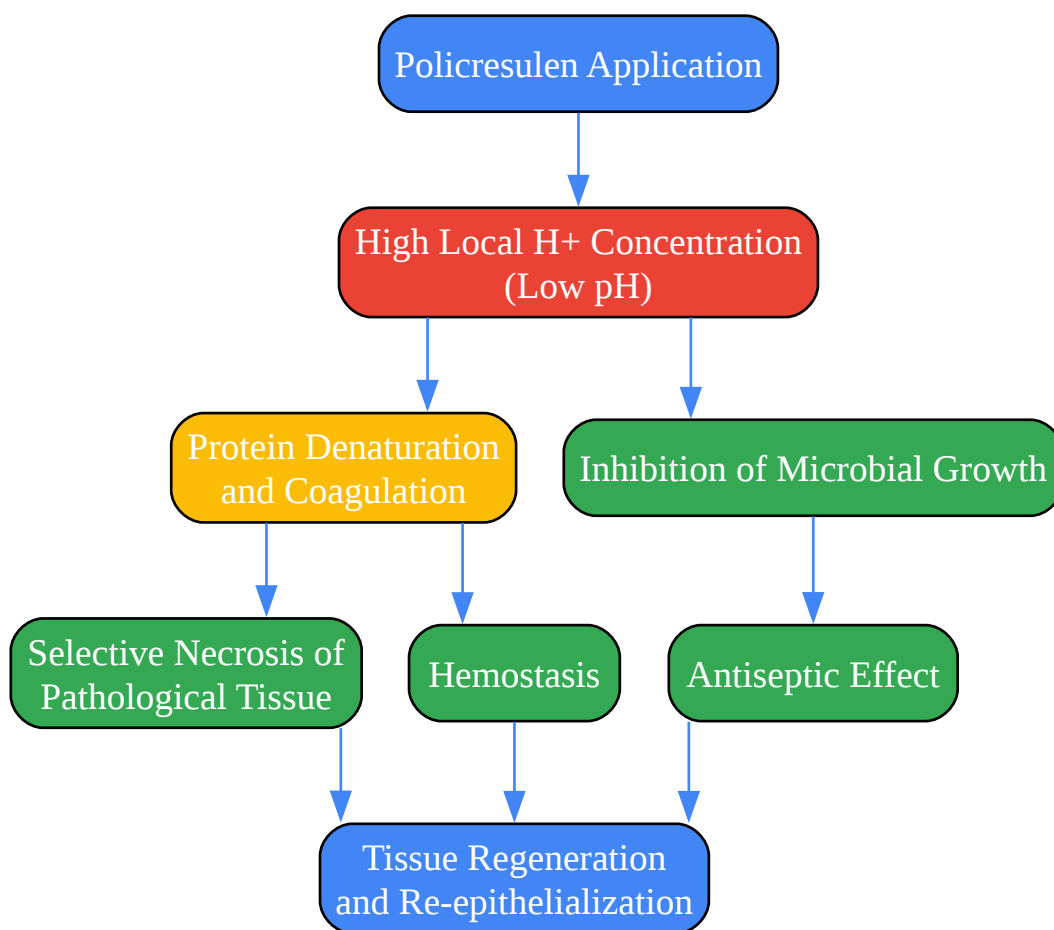 Policresulen Application
High Local H+ Concentration
(Low pH)
Protein Denaturation
and Coagulation
Inhibition of Microbial Growth
Selective Necrosis of
Pathological Tissue
Hemostasis
Antiseptic Effect
Tissue Regeneration
and Re-epithelialization